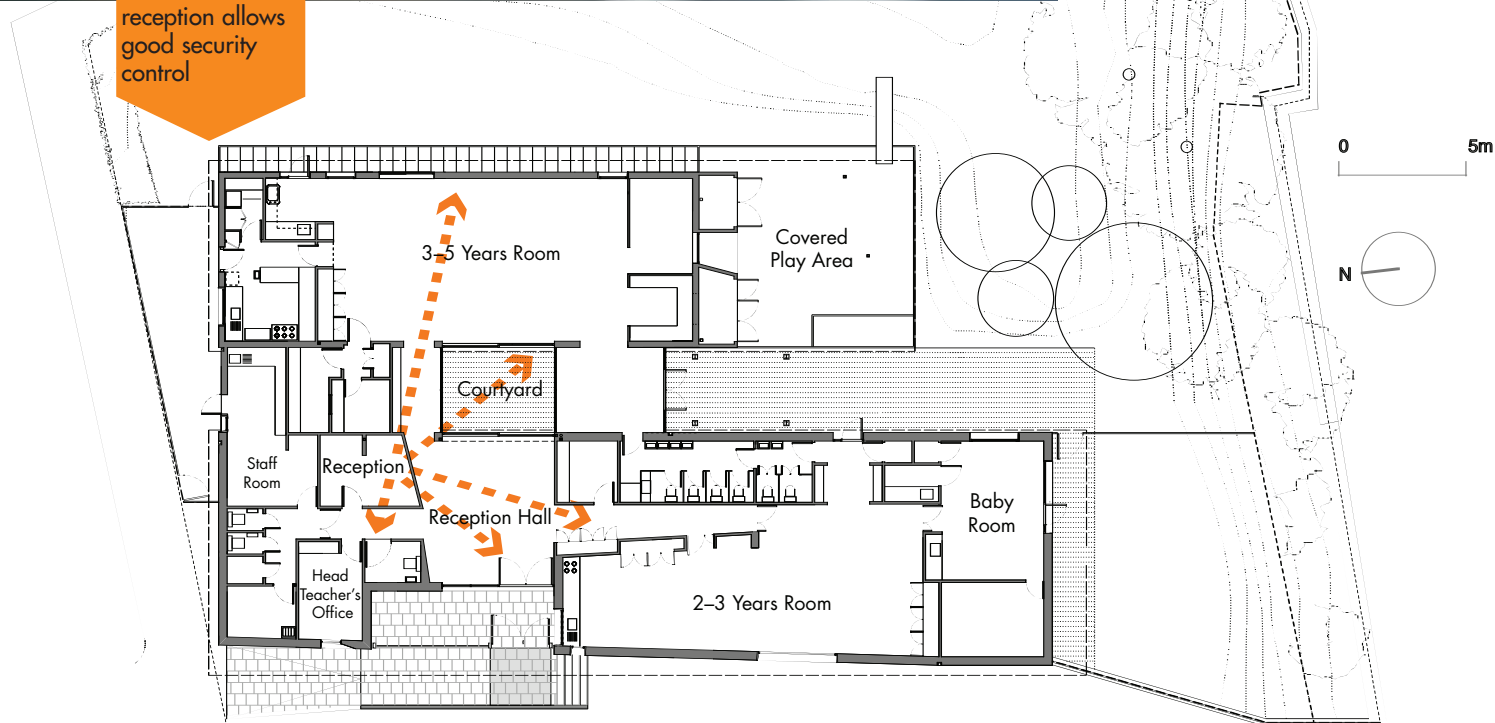 reception allows
good security
control
0 5m
N
3–5 Years Room
Covered
Play Area
Courtyard
Staff
Room
Reception
Reception Hall
Baby
Room
Head
Teacher's
Office
2–3 Years Room